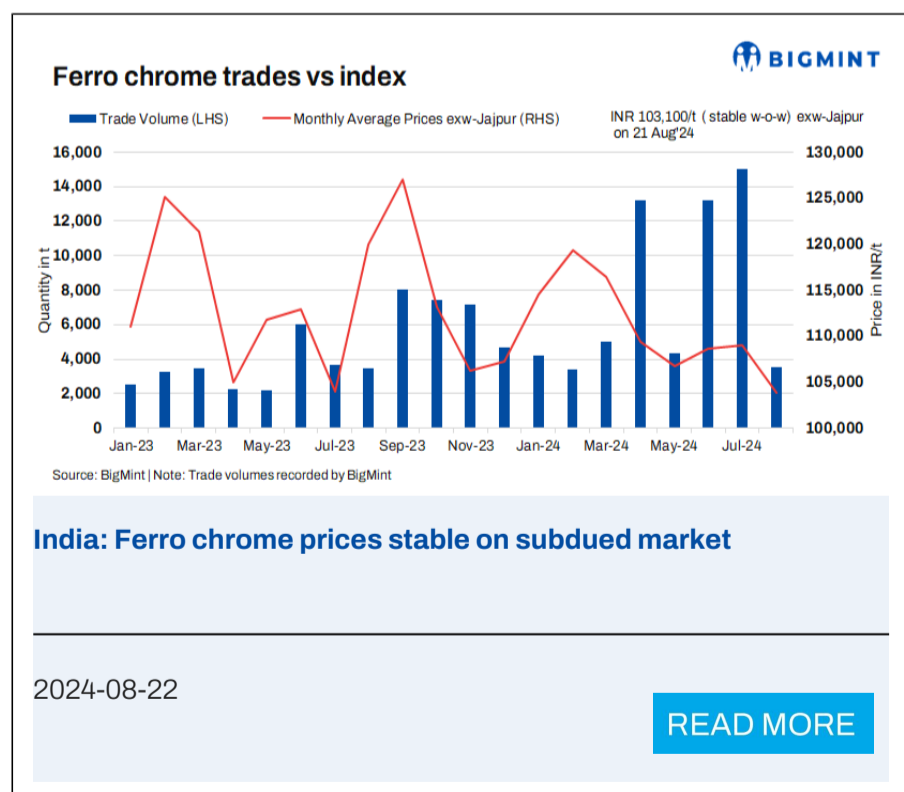 BIGMINT
Ferro chrome trades vs index
Trade Volume (LHS) Monthly Average Prices exw-Jajpur (RHS)
INR 103,100/t ( stable w-o-w) exw-Jajpur
on 21 Aug'24
16,000 130,000
14,000 125,000
12,000 120,000
10,000 115,000
8,000 110,000
6,000 105,000
4,000 100,000
2,000
0
Quantity in t
Price in INR/t
Jan-23 Mar-23 May-23 Jul-23 Sep-23 Nov-23 Jan-24 Mar-24 May-24 Jul-24
Source: BigMint | Note: Trade volumes recorded by BigMint
India: Ferro chrome prices stable on subdued market
2024-08-22
READ MORE